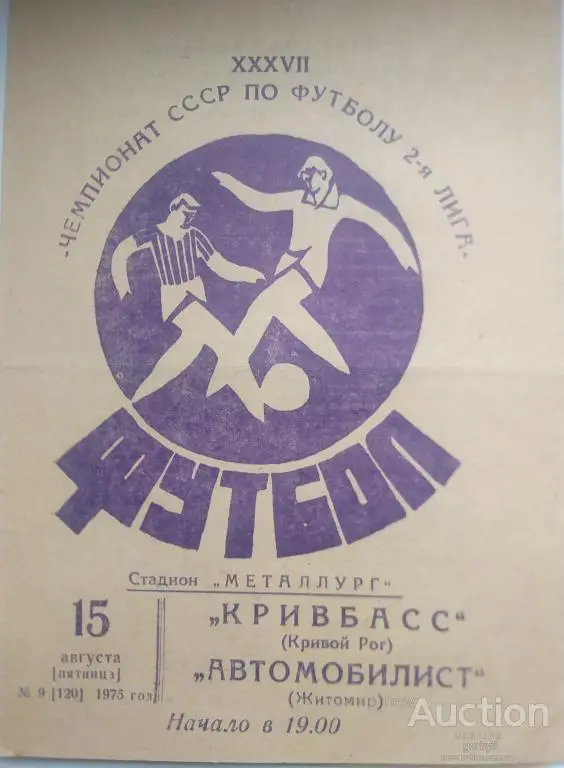 XXXVII
-ЧЕМПИОНАТ СССР ПО ФУТБОЛУ 2-я ЛИГА-
ФУТБОЛ
Стадион „МЕТАЛЛУРГ“
15
августа
[пятница]
№ 9 [120] 1975 год
„КРИВБАСС“
(Кривой Рог)
„АВТОМОБИЛИСТ“
(Житомир)
Начало в 19.00
Auction